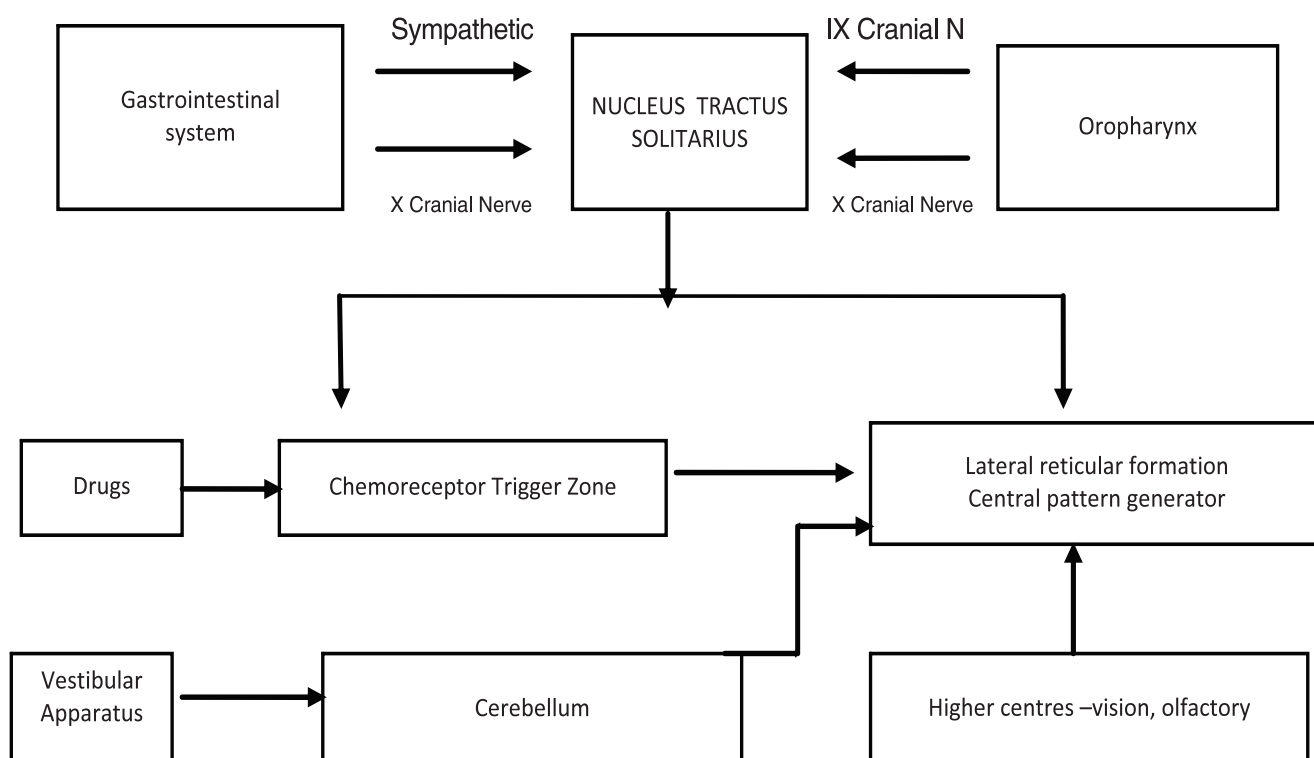 Sympathetic
IX Cranial N
Gastrointestinal
system
NUCLEUS TRACTUS
SOLITARIUS
Oropharynx
X Cranial Nerve
X Cranial Nerve
Drugs
Chemoreceptor Trigger Zone
Lateral reticular formation
Central pattern generator
Vestibular
Apparatus
Cerebellum
Higher centres –vision, olfactory